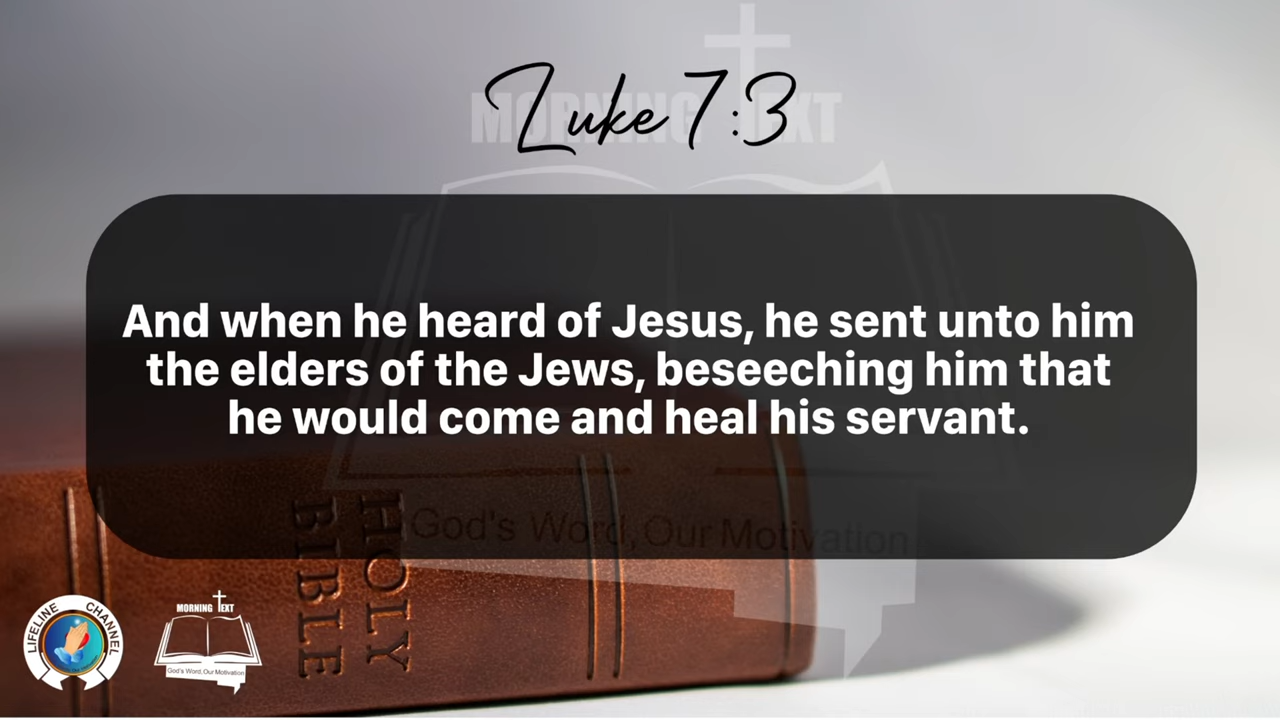 Luke 7:3
MORNING TEXT
And when he heard of Jesus, he sent unto him
the elders of the Jews, beseeching him that
he would come and heal his servant.
God's Word, Our Motivation
HOLY
BIBLE
LIFELINE CHANNEL
MORNING TEXT
God's Word, Our Motivation